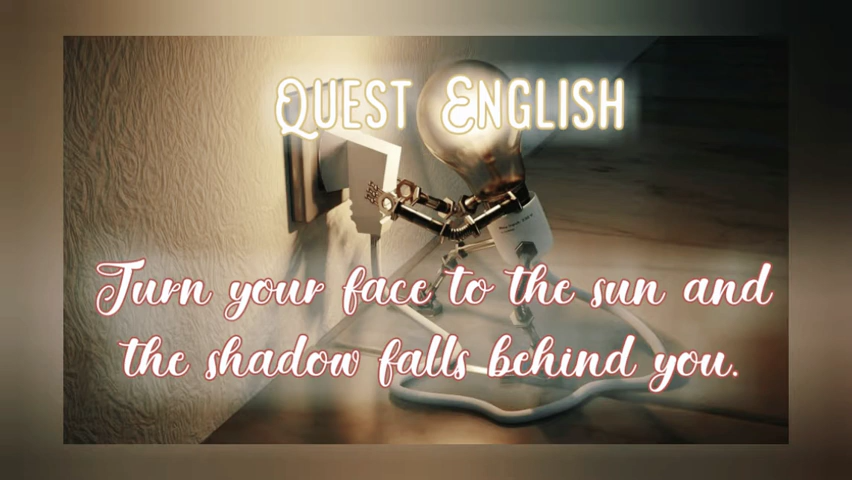 Quest English
Turn your face to the sun and
the shadow falls behind you.